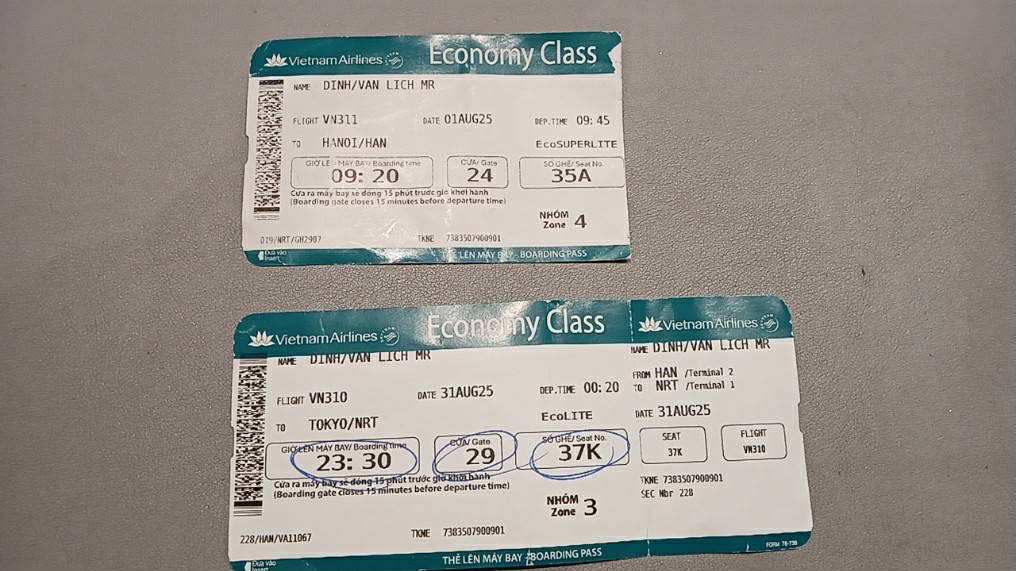 Vietnam Airlines
Economy Class
NAME DINH/VAN LICH MR
FLIGHT VN311 DATE 01AUG25 DEP.TIME 09: 45
TO HANOI/HAN EcoSUPERLITE
GIỜ LÊN MÁY BAY/ Boarding time CỬA/ Gate SỐ GHẾ/ Seat No.
09: 20 24 35A
Cửa ra máy bay sẽ đóng 15 phút trước giờ khởi hành
(Boarding gate closes 15 minutes before departure time)
NHÓM
Zone 4
019/NRT/GH2907 TKNE 7383507900901
Đưa vào
Insert
THẺ LÊN MÁY BAY - BOARDING PASS
Vietnam Airlines
Economy Class
NAME DINH/VAN LICH MR
FLIGHT VN310 DATE 31AUG25 DEP.TIME 00: 20
TO TOKYO/NRT EcoLITE
GIỜ LÊN MÁY BAY/ Boarding time CỬA/ Gate SỐ GHẾ/ Seat No.
23: 30 29 37K
Cửa ra máy bay sẽ đóng 15 phút trước giờ khởi hành
(Boarding gate closes 15 minutes before departure time)
NHÓM
Zone 3
228/HAN/VA11067 TKNE 7383507900901
Đưa vào
Insert
THẺ LÊN MÁY BAY - BOARDING PASS
Vietnam Airlines
NAME DINH/VAN LICH MR
FROM HAN /Terminal 2
TO NRT /Terminal 1
DATE 31AUG25
SEAT FLIGHT
37K VN310
TKNE 7383507900901
SEC Nbr 228